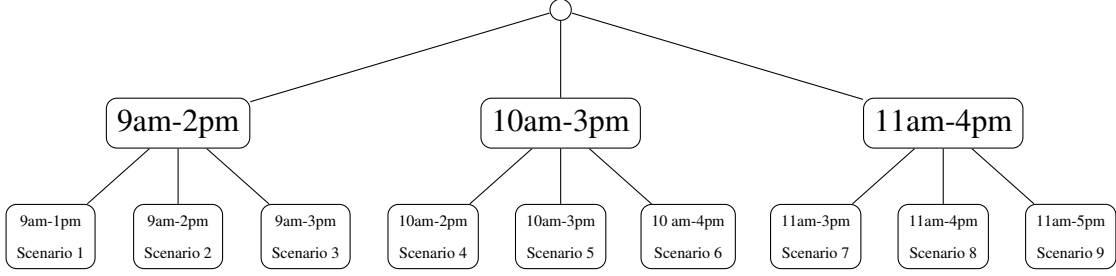 9am-2pm
10am-3pm
11am-4pm
9am-1pm
Scenario 1
9am-2pm
Scenario 2
9am-3pm
Scenario 3
10am-2pm
Scenario 4
10am-3pm
Scenario 5
10 am-4pm
Scenario 6
11am-3pm
Scenario 7
11am-4pm
Scenario 8
11am-5pm
Scenario 9